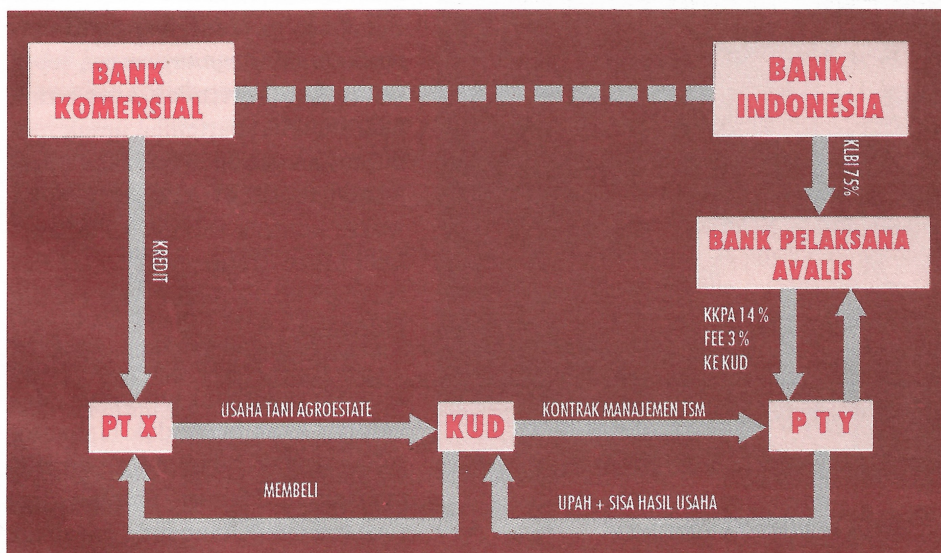 BANK
KOMERSIAL
BANK
INDONESIA
KLBI 75%
BANK PELAKSANA
AVALIS
KREDIT
KKPA 14 %
FEE 3 %
KE KUD
PT X
USAHA TANI AGROESTATE
KUD
KONTRAK MANAJEMEN TSM
P T Y
MEMBELI
UPAH + SISA HASIL USAHA